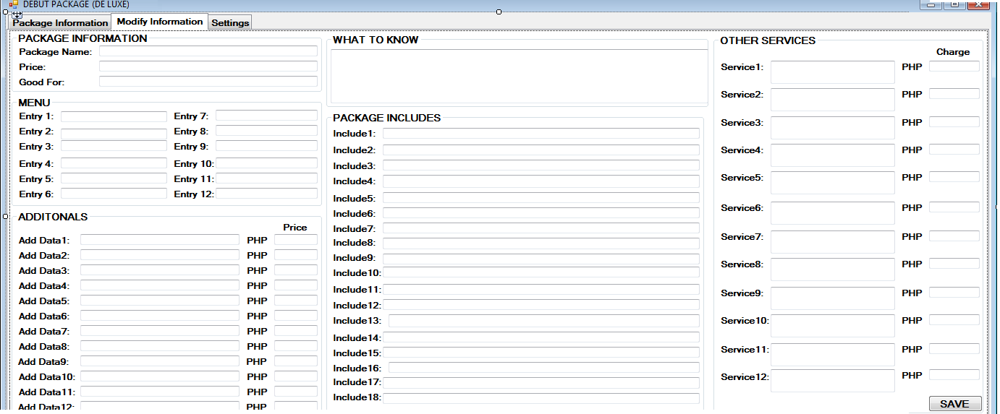 DEBUT PACKAGE (DE LUXE)
Package Information Modify Information Settings
PACKAGE INFORMATION
Package Name:
Price:
Good For:
MENU
Entry 1: Entry 7:
Entry 2: Entry 8:
Entry 3: Entry 9:
Entry 4: Entry 10:
Entry 5: Entry 11:
Entry 6: Entry 12:
ADDITONALS
Price
Add Data1: PHP
Add Data2: PHP
Add Data3: PHP
Add Data4: PHP
Add Data5: PHP
Add Data6: PHP
Add Data7: PHP
Add Data8: PHP
Add Data9: PHP
Add Data10: PHP
Add Data11: PHP
Add Data12: PHP
WHAT TO KNOW
PACKAGE INCLUDES
Include1:
Include2:
Include3:
Include4:
Include5:
Include6:
Include7:
Include8:
Include9:
Include10:
Include11:
Include12:
Include13:
Include14:
Include15:
Include16:
Include17:
Include18:
OTHER SERVICES
Charge
Service1: PHP
Service2: PHP
Service3: PHP
Service4: PHP
Service5: PHP
Service6: PHP
Service7: PHP
Service8: PHP
Service9: PHP
Service10: PHP
Service11: PHP
Service12: PHP
SAVE